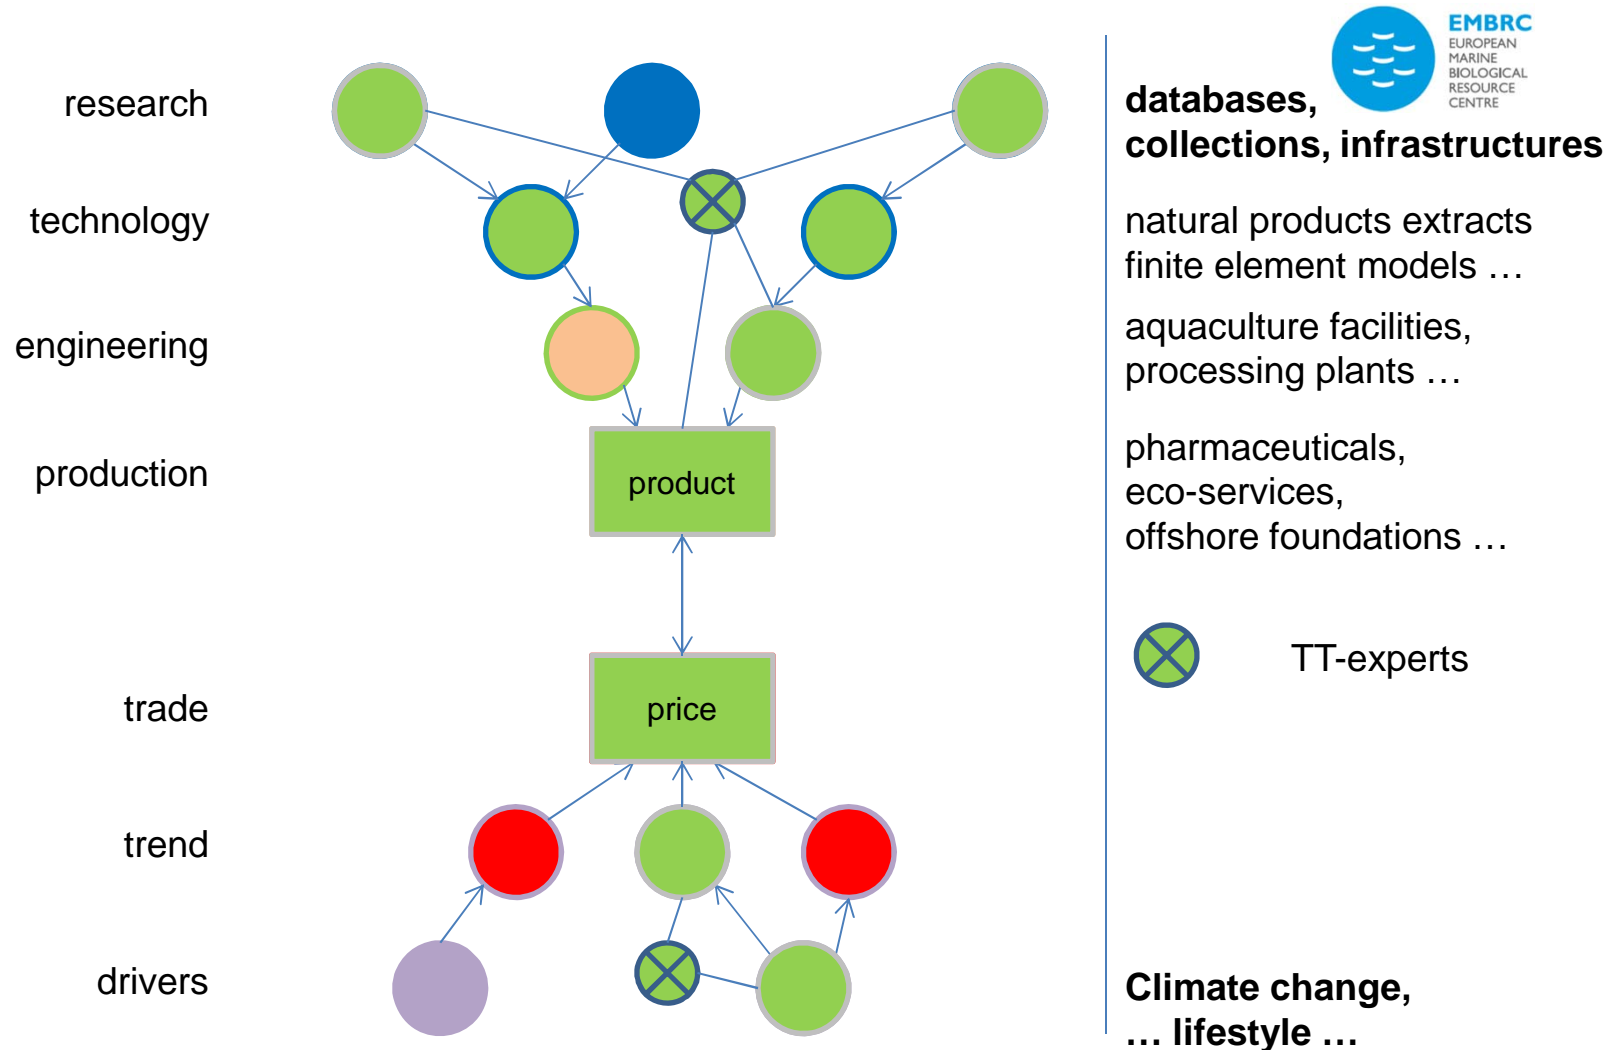 EMBRC
EUROPEAN
MARINE
BIOLOGICAL
RESOURCE
CENTRE
research
databases,
collections, infrastructures
technology
natural products extracts
finite element models …
engineering
aquaculture facilities,
processing plants …
production
product
pharmaceuticals,
eco-services,
offshore foundations …
TT-experts
trade
price
trend
drivers
Climate change,
… lifestyle …